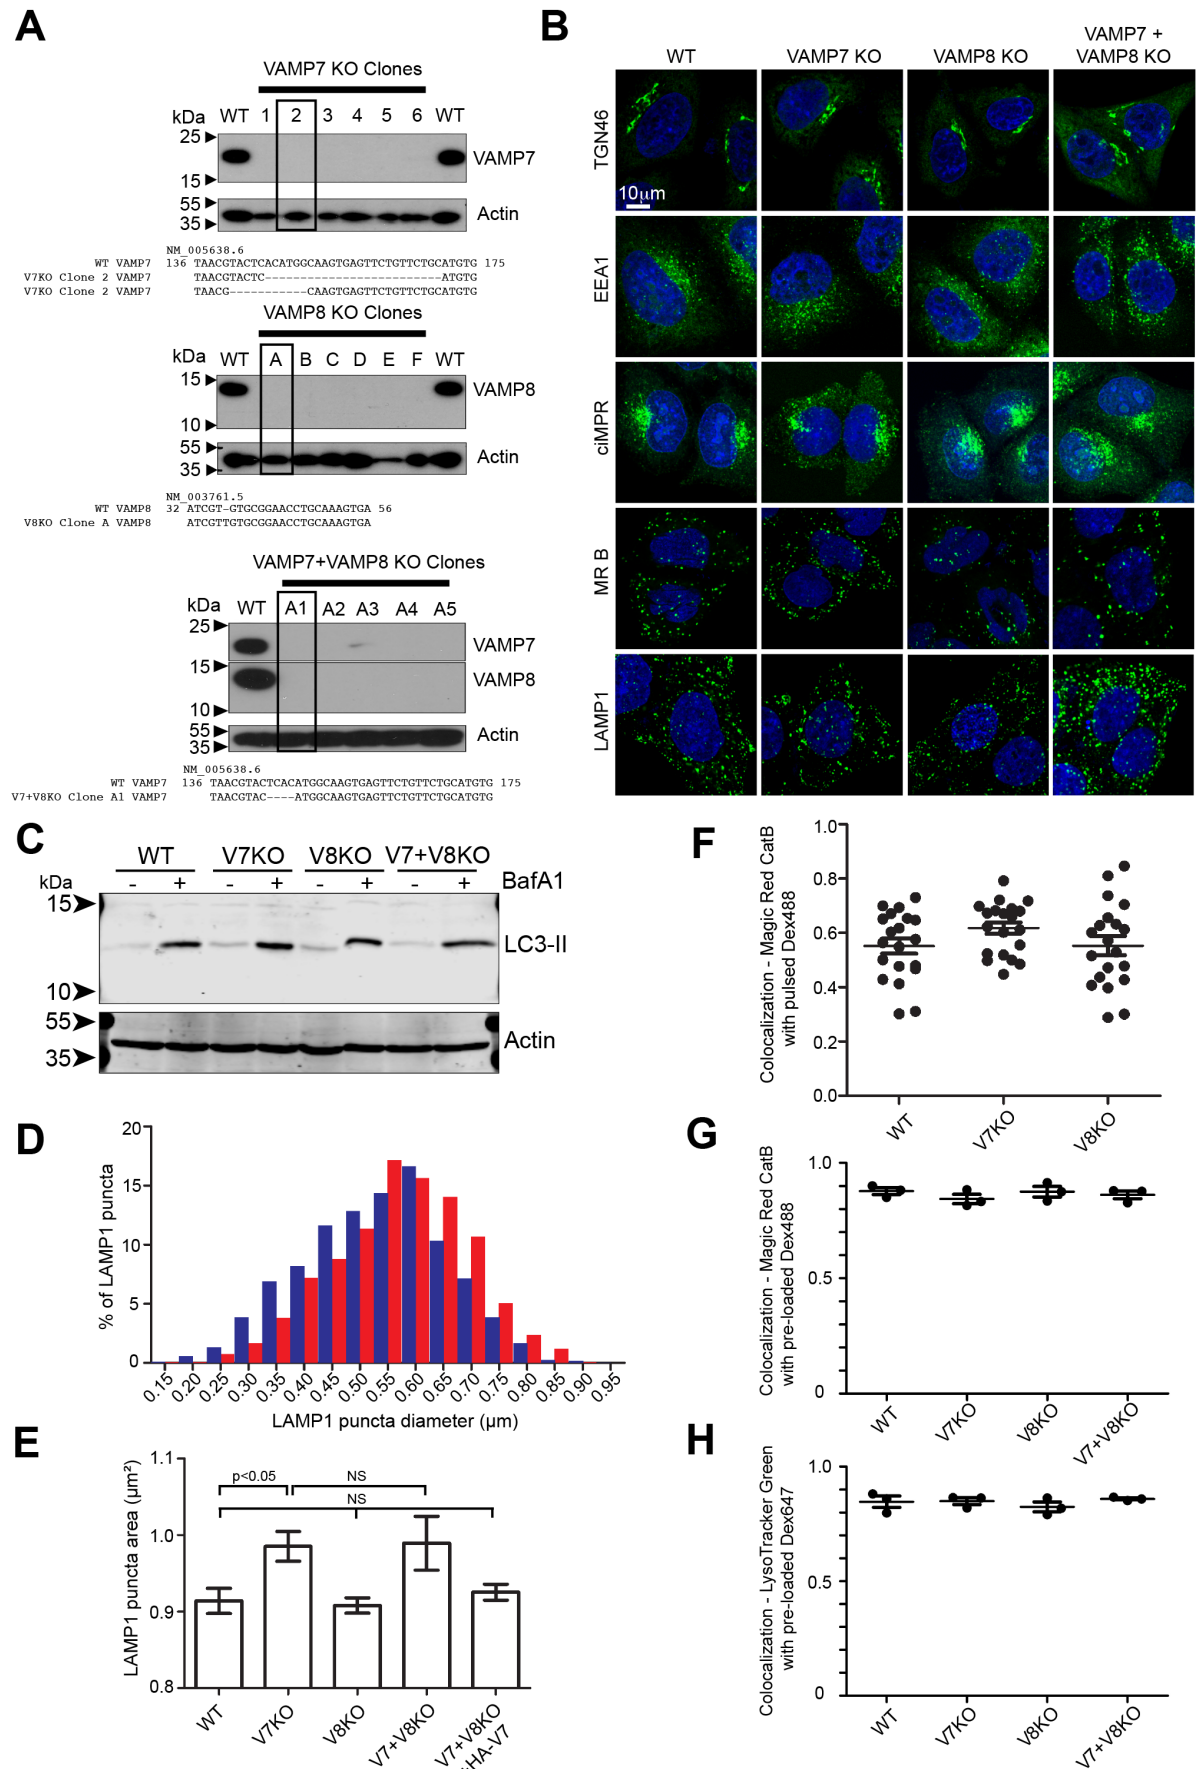 A
VAMP7 KO Clones
kDa WT 1 2 3 4 5 6 WT
25
VAMP7
15
55
Actin
35
NM_005638.6
WT VAMP7 136 TAACGTACTCACATGGCAAGTGAGTTCTGTTCTGCATGTG 175
V7KO Clone 2 VAMP7 TAACGTACTC-------------------------ATGTG
V7KO Clone 2 VAMP7 TAACG-----------CAAGTGAGTTCTGTTCTGCATGTG
VAMP8 KO Clones
kDa WT A B C D E F WT
15
VAMP8
10
55
Actin
35
NM_003761.5
WT VAMP8 32 ATCGT-GTGCGGAACCTGCAAAGTGA 56
V8KO Clone A VAMP8 ATCGTTGTGCGGAACCTGCAAAGTGA
VAMP7+VAMP8 KO Clones
kDa WT A1 A2 A3 A4 A5
25
VAMP7
15
VAMP8
10
55
Actin
35
NM_005638.6
WT VAMP7 136 TAACGTACTCACATGGCAAGTGAGTTCTGTTCTGCATGTG 175
V7+V8KO Clone A1 VAMP7 TAACGTAC----ATGGCAAGTGAGTTCTGTTCTGCATGTG
B
WT VAMP7 KO VAMP8 KO VAMP7 +
VAMP8 KO
TGN46
10μm
EEA1
ciMPR
MR B
LAMP1
C
WT V7KO V8KO V7+V8KO
kDa - + - + - + - + BafA1
15
LC3-II
10
55
Actin
35
D
% of LAMP1 puncta
20
15
10
5
0
0.15 0.20 0.25 0.30 0.35 0.40 0.45 0.50 0.55 0.60 0.65 0.70 0.75 0.80 0.85 0.90 0.95
LAMP1 puncta diameter (μm)
E
LAMP1 puncta area (μm²)
1.1
1.0
0.9
0.8
p<0.05 NS
NS
WT V7KO V8KO V7+V8KO V7+V8KO
+HA-V7
F
Colocalization - Magic Red CatB
with pulsed Dex488
1.0
0.8
0.6
0.4
0.2
0.0
WT V7KO V8KO
G
Colocalization - Magic Red CatB
with pre-loaded Dex488
1.0
0.5
0
WT V7KO V8KO V7+V8KO
H
Colocalization - LysoTracker Green
with pre-loaded Dex647
1.0
0.5
0
WT V7KO V8KO V7+V8KO